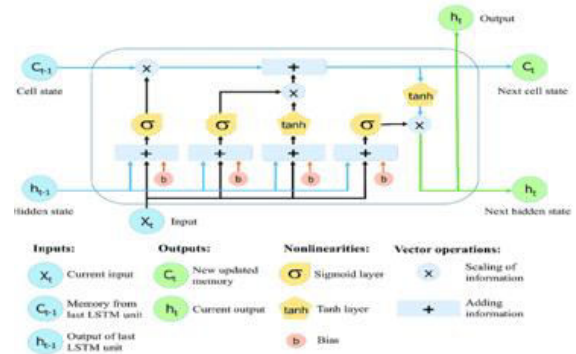 hₜ Output
Cₜ₋₁ × + Cₜ
Cell state tanh Next cell state
×
σ σ tanh σ ×
+ + + +
b b b b
hₜ₋₁ hₜ
Hidden state Next hadden state
Xₜ Input
Inputs: Outputs: Nonlinearities: Vector operations:
Xₜ Current input Cₜ New updated memory σ Sigmoid layer × Scaling of information
Cₜ₋₁ Memory from last LSTM unit hₜ Current output tanh Tanh layer + Adding information
hₜ₋₁ Output of last LSTM unit b Bias